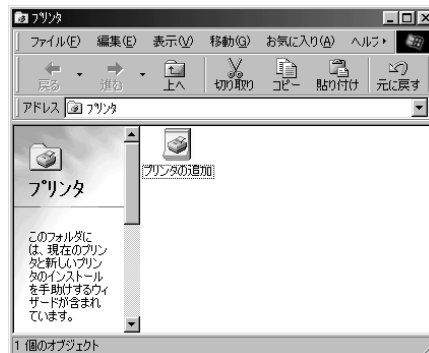 プリンタ
ファイル(F) 編集(E) 表示(V) 移動(G) お気に入り(A) ヘルプ
戻る 進む 上へ 切り取り コピー 貼り付け 元に戻す
アドレス プリンタ
プリンタの追加
プリンタ
このフォルダに
は、現在のプリン
タと新しいプリン
タのインストール
を手助けするウィ
ザードが含まれ
ています。
1 個のオブジェクト